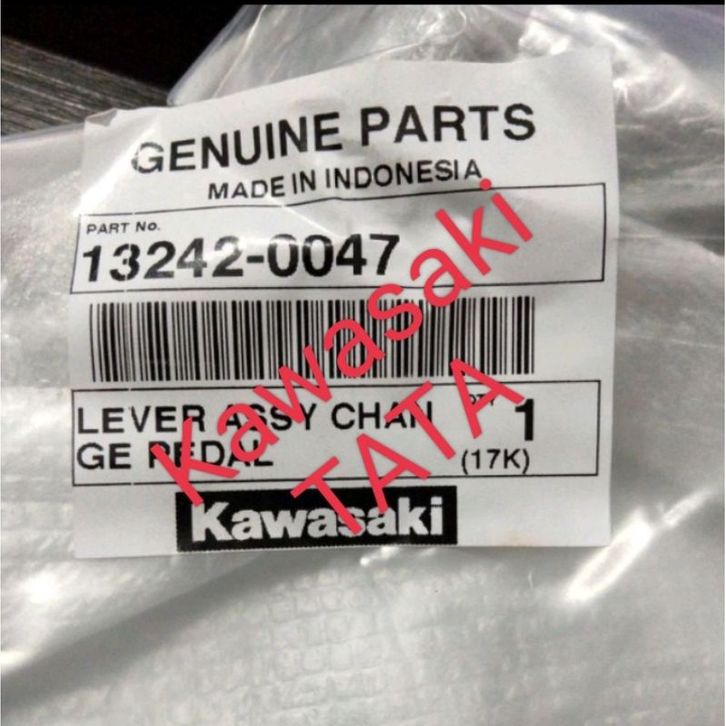 GENUINE PARTS
MADE IN INDONESIA
PART No.
13242-0047
LEVER ASSY CHAN
GE PEDAL
QTY 1
(17K)
Kawasaki
Kawasaki
TATA